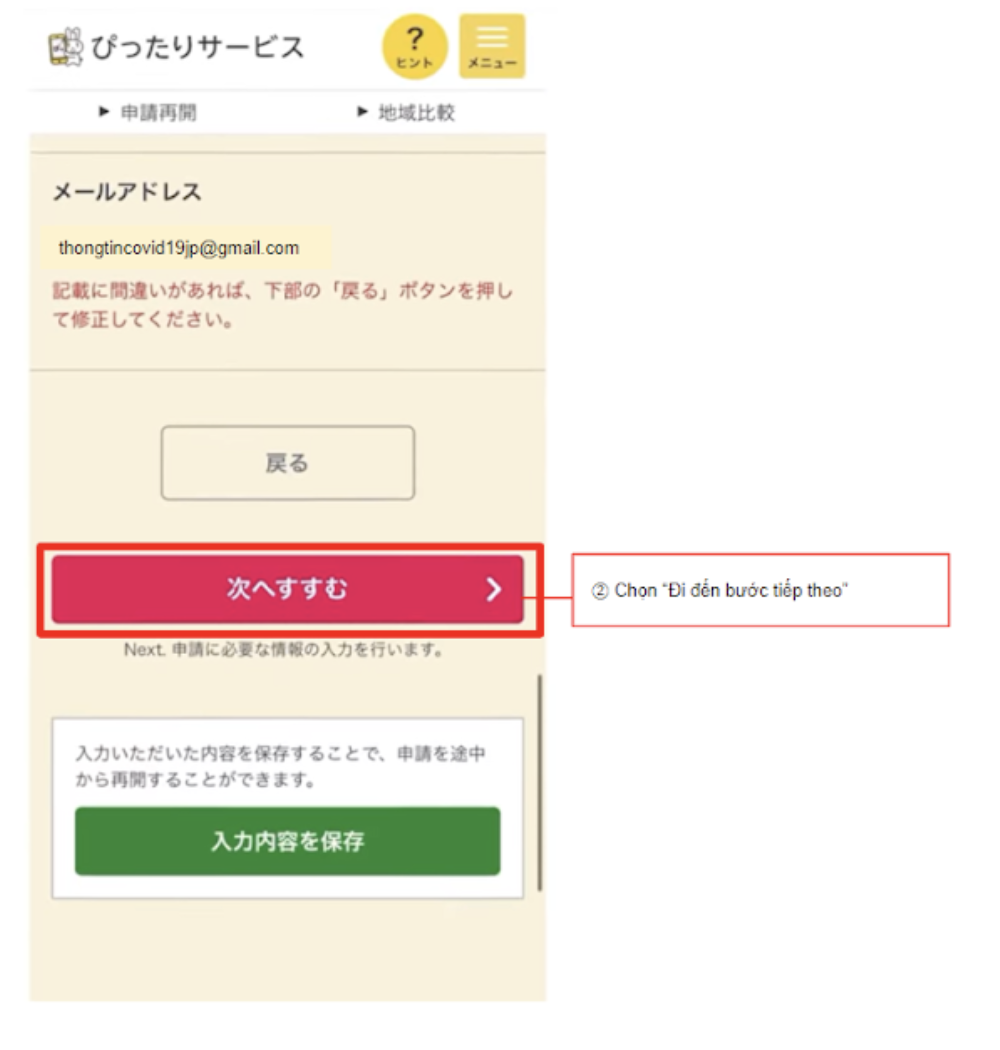 ぴったりサービス
?
ヒント
メニュー
▶ 申請再開
▶ 地域比較
メールアドレス
thongtincovid19jp@gmail.com
記載に間違いがあれば、下部の「戻る」ボタンを押し
て修正してください。
戻る
次へすすむ
② Chọn “Đi đến bước tiếp theo”
Next. 申請に必要な情報の入力を行います。
入力いただいた内容を保存することで、申請を途中
から再開することができます。
入力内容を保存